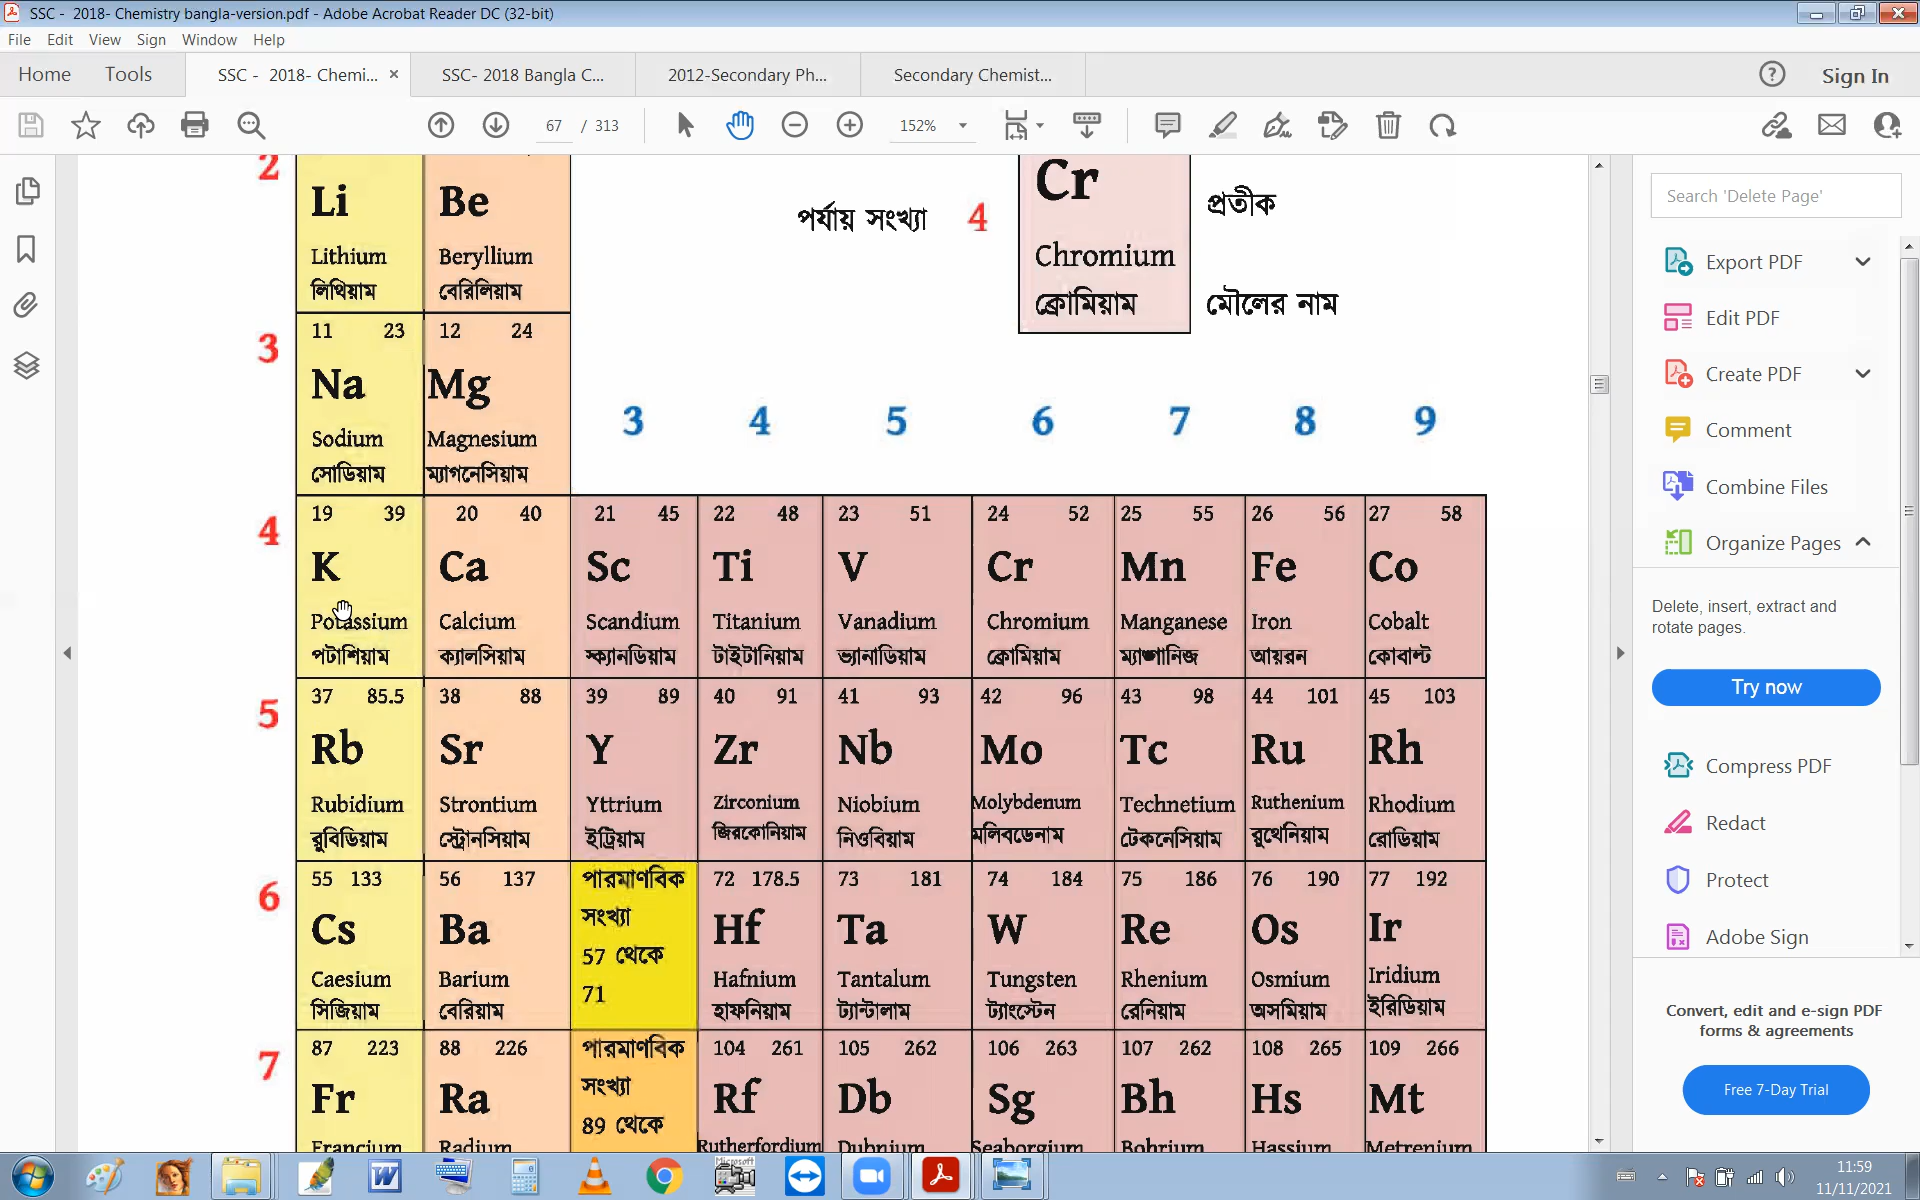 SSC - 2018- Chemistry bangla-version.pdf - Adobe Acrobat Reader DC (32-bit)
File Edit View Sign Window Help
Home Tools SSC - 2018- Chemi... × SSC- 2018 Bangla C... 2012-Secondary Ph... Secondary Chemist... Sign In
67 / 313 152%
2 Li Be পর্যায় সংখ্যা 4 Cr প্রতীক
Lithium Beryllium Chromium
লিথিয়াম বেরিলিয়াম ক্রোমিয়াম মৌলের নাম
3 11 23 12 24
Na Mg
3 4 5 6 7 8 9
Sodium Magnesium
সোডিয়াম ম্যাগনেসিয়াম
4 19 39 20 40 21 45 22 48 23 51 24 52 25 55 26 56 27 58
K Ca Sc Ti V Cr Mn Fe Co
Potassium Calcium Scandium Titanium Vanadium Chromium Manganese Iron Cobalt
পটাশিয়াম ক্যালসিয়াম স্ক্যানডিয়াম টাইটানিয়াম ভ্যানাডিয়াম ক্রোমিয়াম ম্যাঙ্গানিজ আয়রন কোবাল্ট
5 37 85.5 38 88 39 89 40 91 41 93 42 96 43 98 44 101 45 103
Rb Sr Y Zr Nb Mo Tc Ru Rh
Rubidium Strontium Yttrium Zirconium Niobium Molybdenum Technetium Ruthenium Rhodium
রুবিডিয়াম স্ট্রোনসিয়াম ইট্রিয়াম জিরকোনিয়াম নিওবিয়াম মলিবডেনাম টেকনেসিয়াম রুথেনিয়াম রোডিয়াম
6 55 133 56 137 পারমাণবিক 72 178.5 73 181 74 184 75 186 76 190 77 192
সংখ্যা
Cs Ba 57 থেকে Hf Ta W Re Os Ir
71
Caesium Barium Hafnium Tantalum Tungsten Rhenium Osmium Iridium
সিজিয়াম বেরিয়াম হাফনিয়াম ট্যান্টালাম ট্যাংস্টেন রেনিয়াম অসমিয়াম ইরিডিয়াম
7 87 223 88 226 পারমাণবিক 104 261 105 262 106 263 107 262 108 265 109 266
সংখ্যা
Fr Ra 89 থেকে Rf Db Sg Bh Hs Mt
Francium Radium Rutherfordium Dubnium Seaborgium Bohrium Hassium Metrenium
Search 'Delete Page'
Export PDF
Edit PDF
Create PDF
Comment
Combine Files
Organize Pages
Delete, insert, extract and
rotate pages.
Try now
Compress PDF
Redact
Protect
Adobe Sign
Convert, edit and e-sign PDF
forms & agreements
Free 7-Day Trial
Microsoft
11:59
11/11/2021